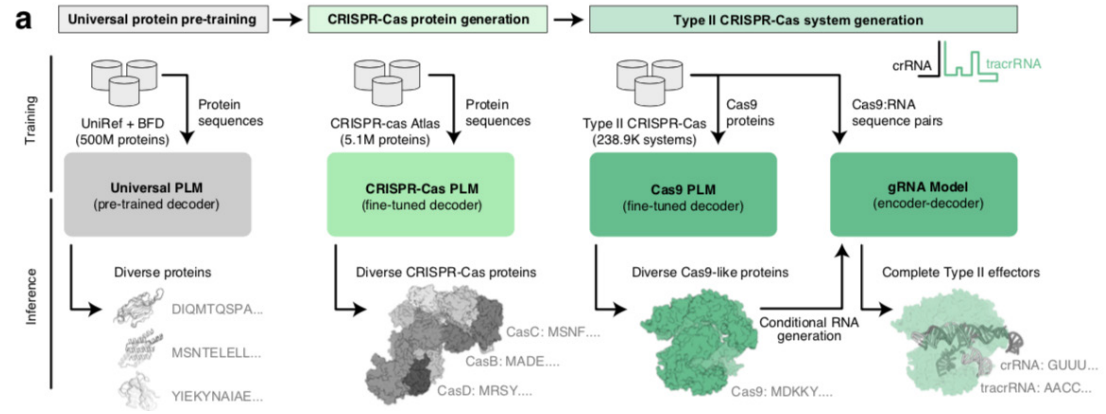 a
Universal protein pre-training
CRISPR-Cas protein generation
Type II CRISPR-Cas system generation
Training
UniRef + BFD
(500M proteins)
Protein
sequences
Universal PLM
(pre-trained decoder)
CRISPR-cas Atlas
(5.1M proteins)
Protein
sequences
CRISPR-Cas PLM
(fine-tuned decoder)
Type II CRISPR-Cas
(238.9K systems)
Cas9
proteins
Cas9 PLM
(fine-tuned decoder)
crRNA
tracrRNA
Cas9:RNA
sequence pairs
gRNA Model
(encoder-decoder)
Inference
Diverse proteins
DIQMTQSPA...
MSNTELELL...
YIEKYNAIAE...
Diverse CRISPR-Cas proteins
CasC: MSNF....
CasB: MADE....
CasD: MRSY....
Diverse Cas9-like proteins
Cas9: MDKKY....
Conditional RNA
generation
Complete Type II effectors
crRNA: GUUU...
tracrRNA: AACC...